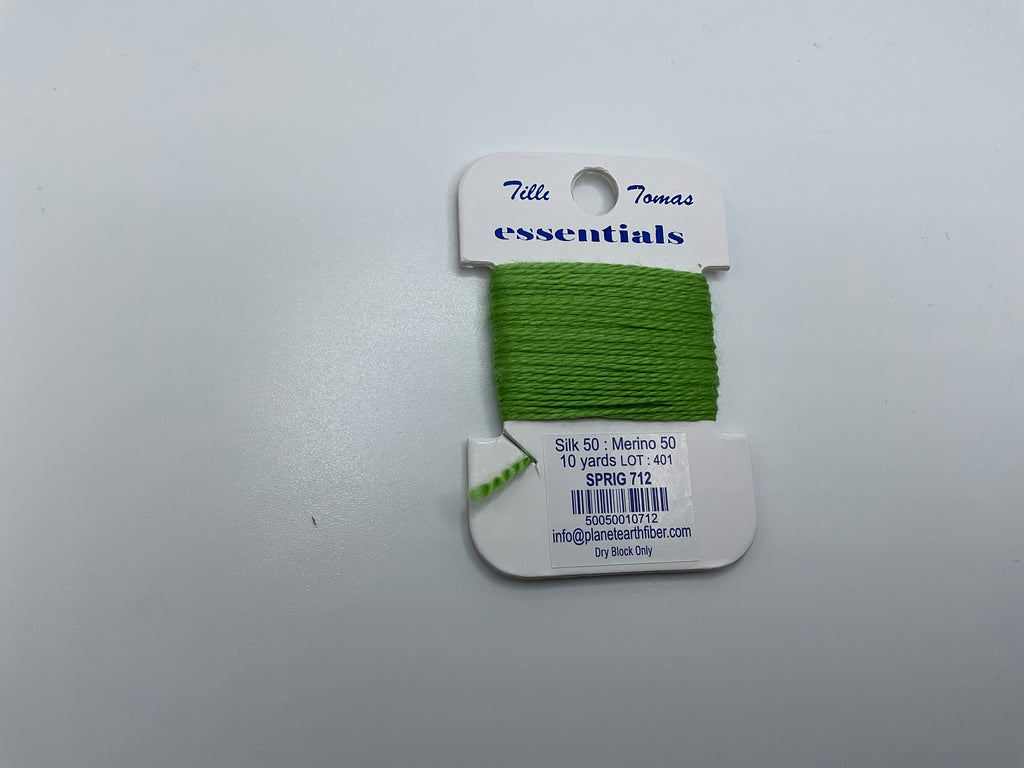 Tilli Tomas
essentials
Silk 50 : Merino 50
10 yards LOT : 401
SPRIG 712
50050010712
info@planetearthfiber.com
Dry Block Only